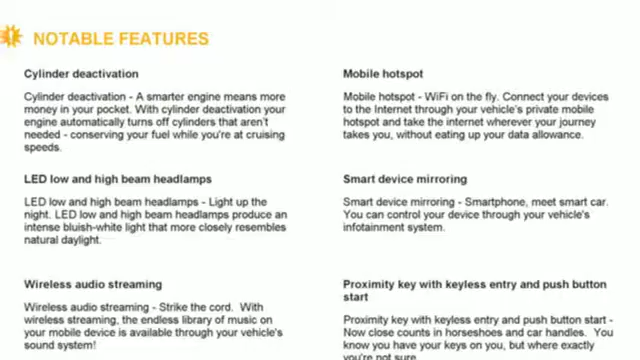 NOTABLE FEATURES
Cylinder deactivation
Cylinder deactivation - A smarter engine means more
money in your pocket. With cylinder deactivation your
engine automatically turns off cylinders that aren't
needed - conserving your fuel while you're at cruising
speeds.
LED low and high beam headlamps
LED low and high beam headlamps - Light up the
night. LED low and high beam headlamps produce an
intense bluish-white light that more closely resembles
natural daylight.
Wireless audio streaming
Wireless audio streaming - Strike the cord.  With
wireless streaming, the endless library of music on
your mobile device is available through your vehicle's
sound system!
Mobile hotspot
Mobile hotspot - WiFi on the fly. Connect your devices
to the Internet through your vehicle's private mobile
hotspot and take the internet wherever your journey
takes you, without eating up your data allowance.
Smart device mirroring
Smart device mirroring - Smartphone, meet smart car.
You can control your device through your vehicle's
infotainment system.
Proximity key with keyless entry and push button
start
Proximity key with keyless entry and push button start -
Now close counts in horseshoes and car handles.  You
know you have your keys on you, but where exactly
you're not sure.